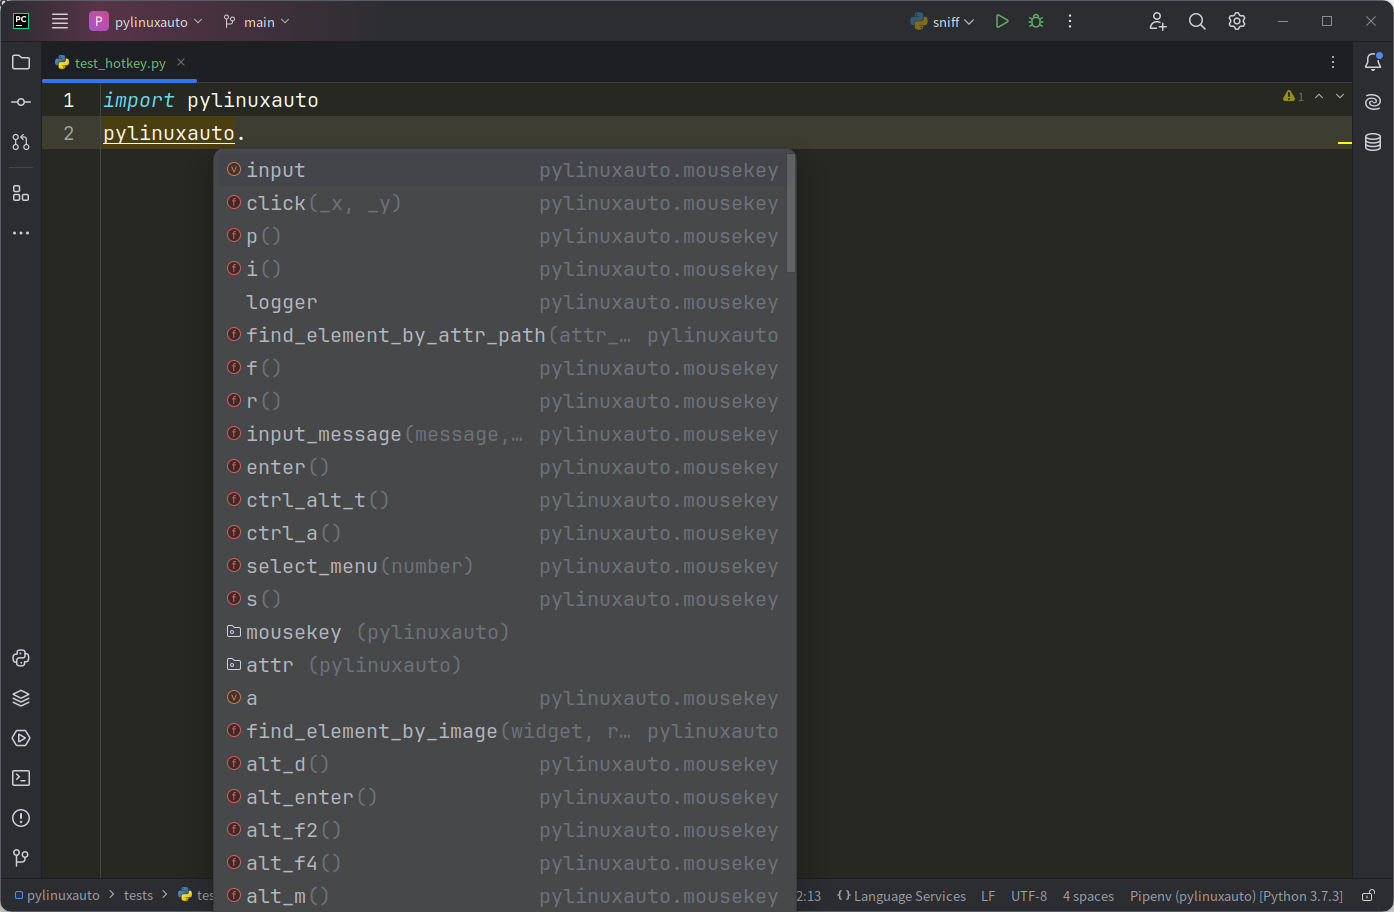 PC
P pylinuxauto main sniff
test_hotkey.py
1 import pylinuxauto 1
2 pylinuxauto.
v input pylinuxauto.mousekey
f click(_x, _y) pylinuxauto.mousekey
f p() pylinuxauto.mousekey
f i() pylinuxauto.mousekey
logger pylinuxauto.mousekey
f find_element_by_attr_path(attr_… pylinuxauto
f f() pylinuxauto.mousekey
f r() pylinuxauto.mousekey
f input_message(message,… pylinuxauto.mousekey
f enter() pylinuxauto.mousekey
f ctrl_alt_t() pylinuxauto.mousekey
f ctrl_a() pylinuxauto.mousekey
f select_menu(number) pylinuxauto.mousekey
f s() pylinuxauto.mousekey
mousekey (pylinuxauto)
attr (pylinuxauto)
v a pylinuxauto.mousekey
f find_element_by_image(widget, r… pylinuxauto
f alt_d() pylinuxauto.mousekey
f alt_enter() pylinuxauto.mousekey
f alt_f2() pylinuxauto.mousekey
f alt_f4() pylinuxauto.mousekey
f alt_m() pylinuxauto.mousekey
pylinuxauto > tests > tes 2:13 {} Language Services LF UTF-8 4 spaces Pipenv (pylinuxauto) [Python 3.7.3]